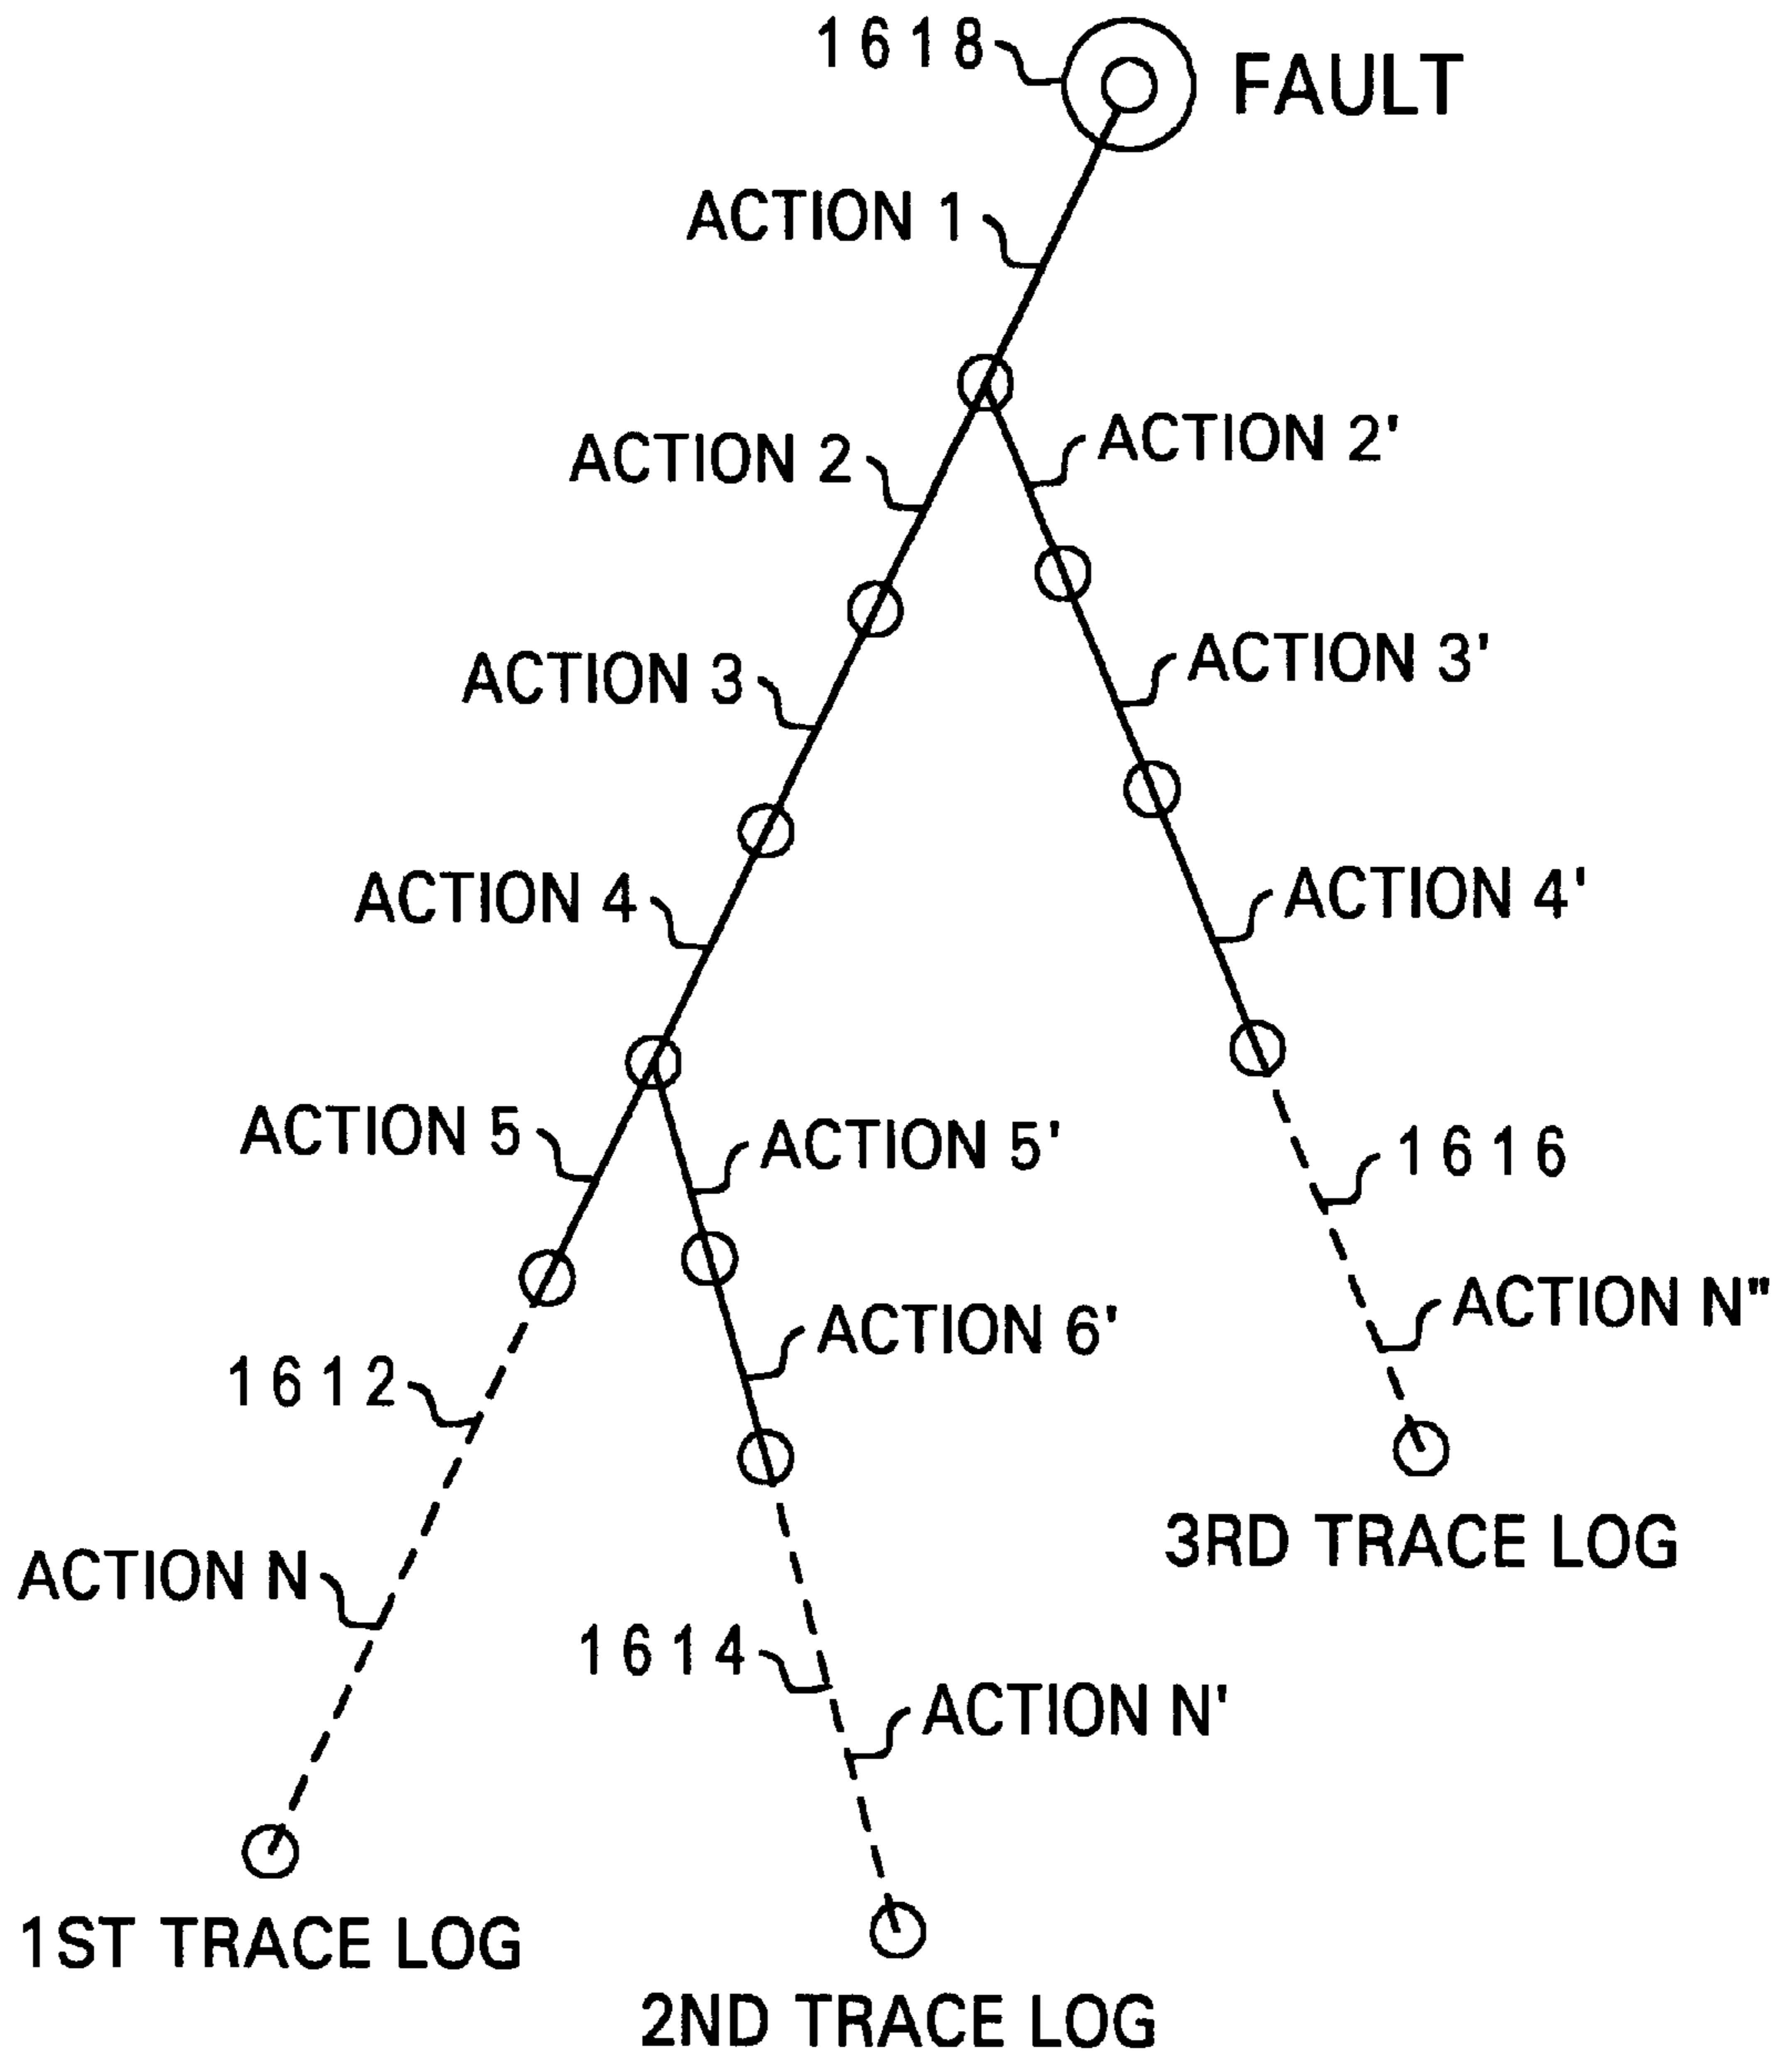 1618
FAULT
ACTION 1
ACTION 2
ACTION 2'
ACTION 3
ACTION 3'
ACTION 4
ACTION 4'
ACTION 5
ACTION 5'
1616
ACTION 6'
ACTION N"
1612
ACTION N
3RD TRACE LOG
1614
ACTION N'
1ST TRACE LOG
2ND TRACE LOG